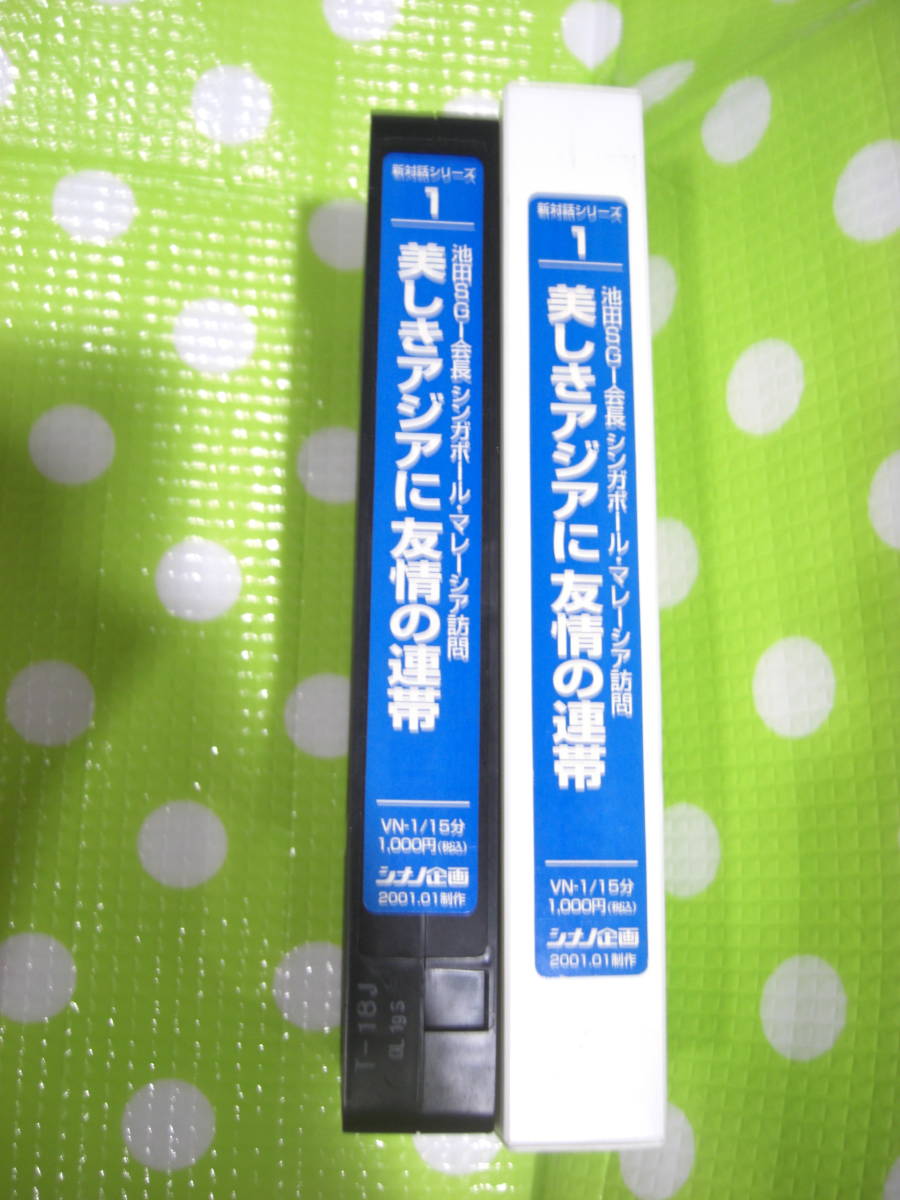 新対話シリーズ
1
池田SGI会長 シンガポール・マレーシア訪問
美しきアジアに友情の連帯
VN-1/15分
1,000円(税込)
シナノ企画
2001.01制作
T-18J
新対話シリーズ
1
池田SGI会長 シンガポール・マレーシア訪問
美しきアジアに友情の連帯
VN-1/15分
1,000円(税込)
シナノ企画
2001.01制作